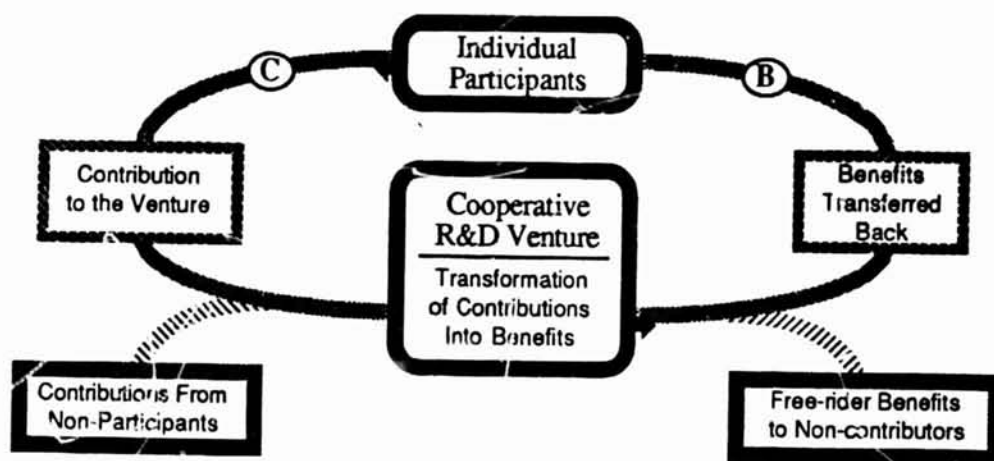 Individual
Participants
C
B
Contribution
to the Venture
Benefits
Transferred
Back
Cooperative
R&D Venture
Transformation
of Contributions
Into Benefits
Contributions From
Non-Participants
Free-rider Benefits
to Non-contributors